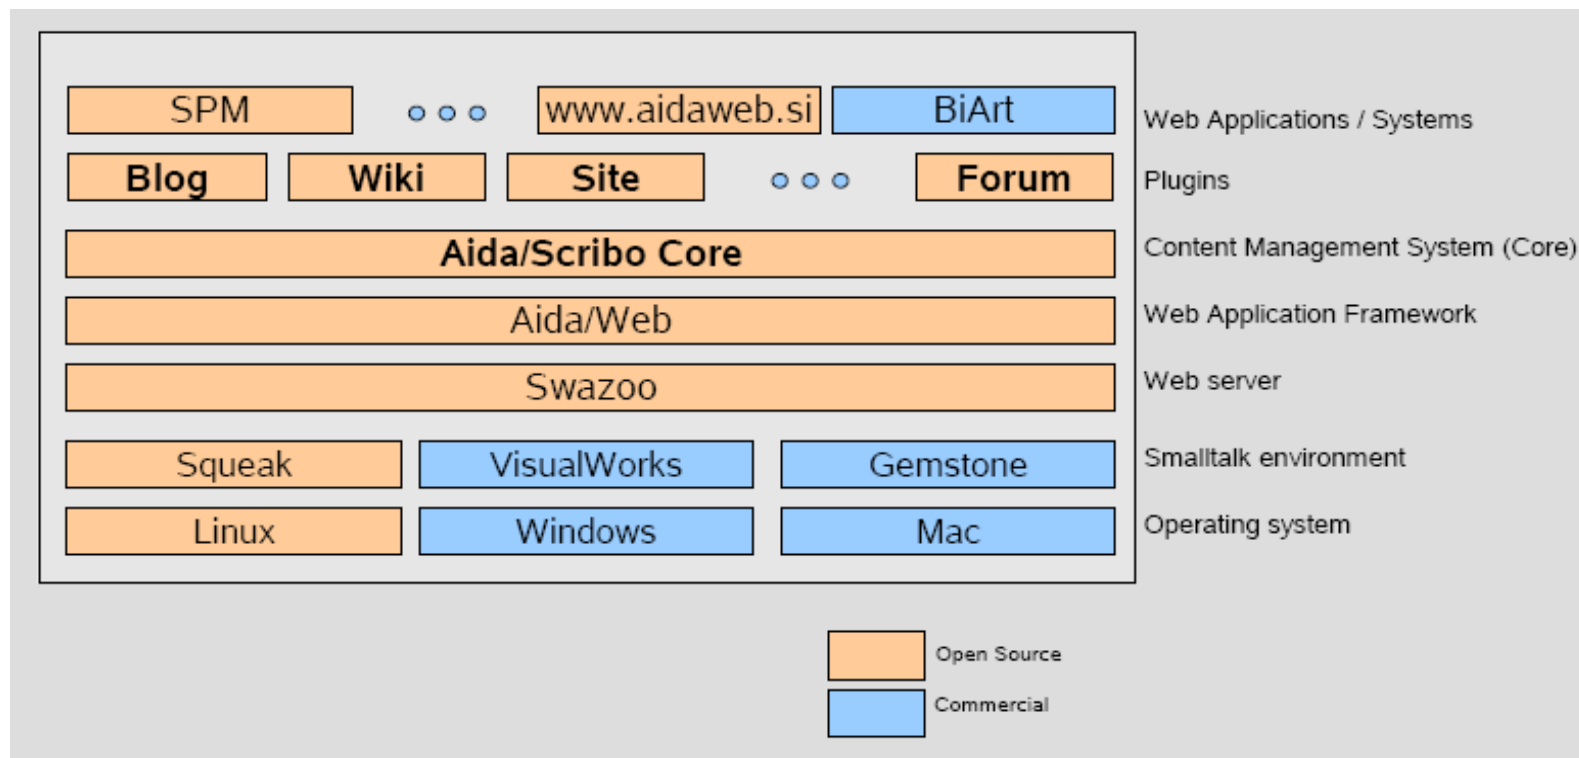 SPM www.aidaweb.si BiArt Web Applications / Systems
Blog Wiki Site Forum Plugins
Aida/Scribo Core Content Management System (Core)
Aida/Web Web Application Framework
Swazoo Web server
Squeak VisualWorks Gemstone Smalltalk environment
Linux Windows Mac Operating system
Open Source
Commercial